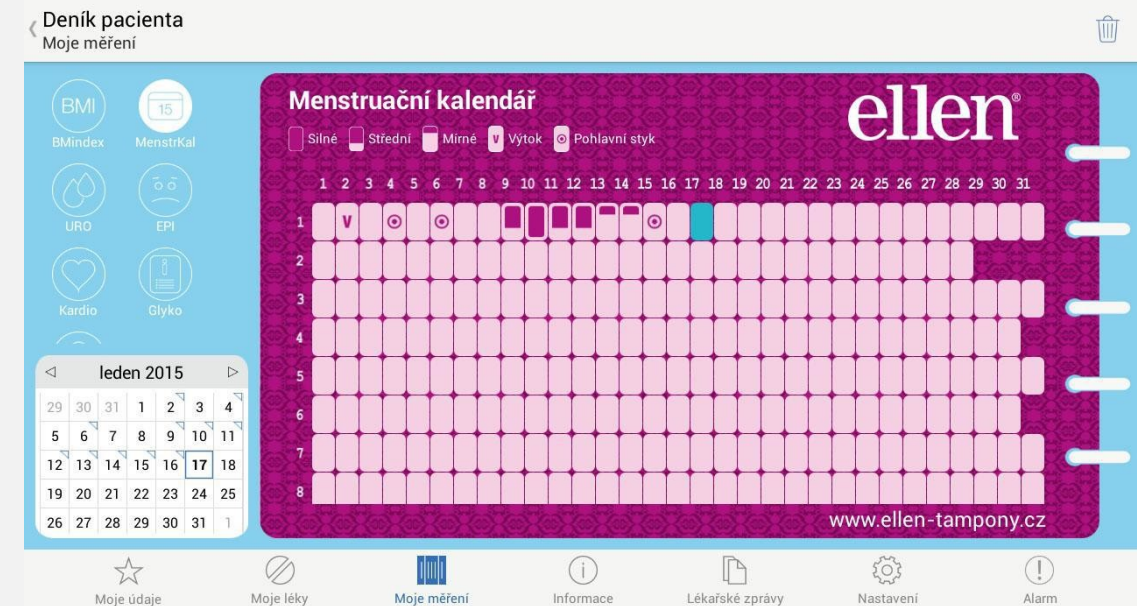 Deník pacienta
Moje měření
BMI
15
BMindex MenstrKal
URO EPI
Kardio Glyko
leden 2015
29 30 31 1 2 3 4
5 6 7 8 9 10 11
12 13 14 15 16 17 18
19 20 21 22 23 24 25
26 27 28 29 30 31 1
Menstruační kalendář
ellen®
Silné Střední Mírné V Výtok Pohlavní styk
1 2 3 4 5 6 7 8 9 10 11 12 13 14 15 16 17 18 19 20 21 22 23 24 25 26 27 28 29 30 31
1 V
2
3
4
5
6
7
8
www.ellen-tampony.cz
Moje údaje Moje léky Moje měření Informace Lékařské zprávy Nastavení Alarm